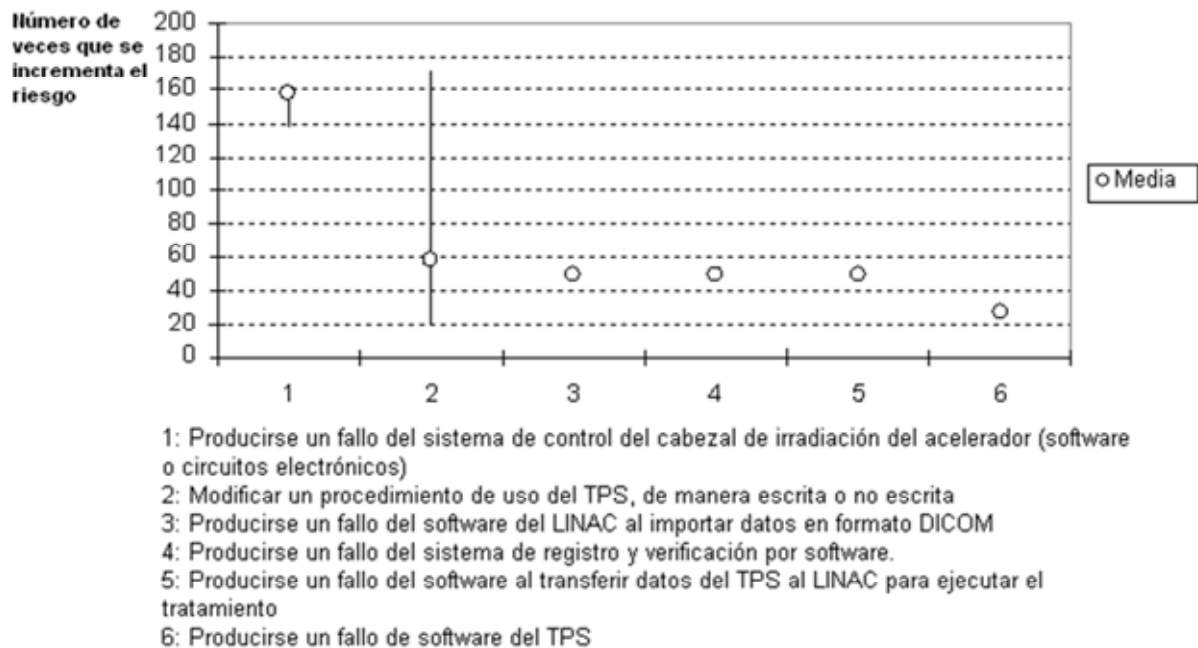 Número de
veces que se
incrementa el
riesgo
200
180
160
140
120
100
80
60
40
20
0
1 2 3 4 5 6
Media
1: Producirse un fallo del sistema de control del cabezal de irradiación del acelerador (software
o circuitos electrónicos)
2: Modificar un procedimiento de uso del TPS, de manera escrita o no escrita
3: Producirse un fallo del software del LINAC al importar datos en formato DICOM
4: Producirse un fallo del sistema de registro y verificación por software.
5: Producirse un fallo del software al transferir datos del TPS al LINAC para ejecutar el
tratamiento
6: Producirse un fallo de software del TPS